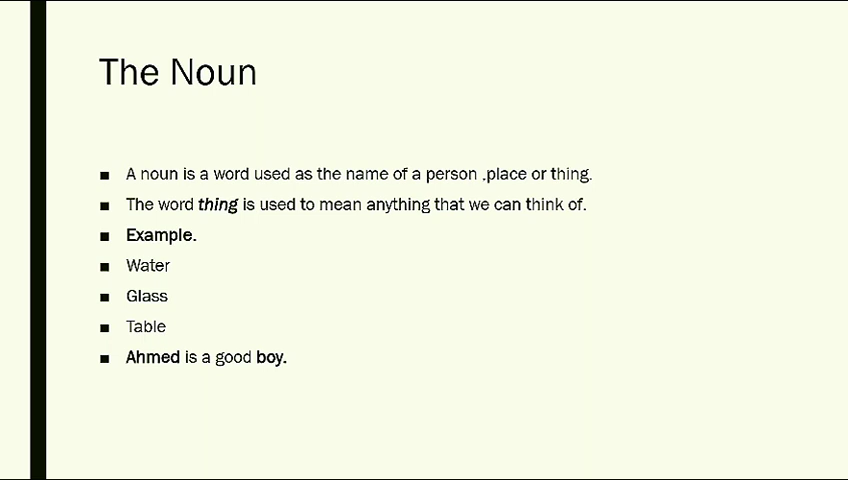 The Noun
A noun is a word used as the name of a person ,place or thing.
The word thing is used to mean anything that we can think of.
Example.
Water
Glass
Table
Ahmed is a good boy.